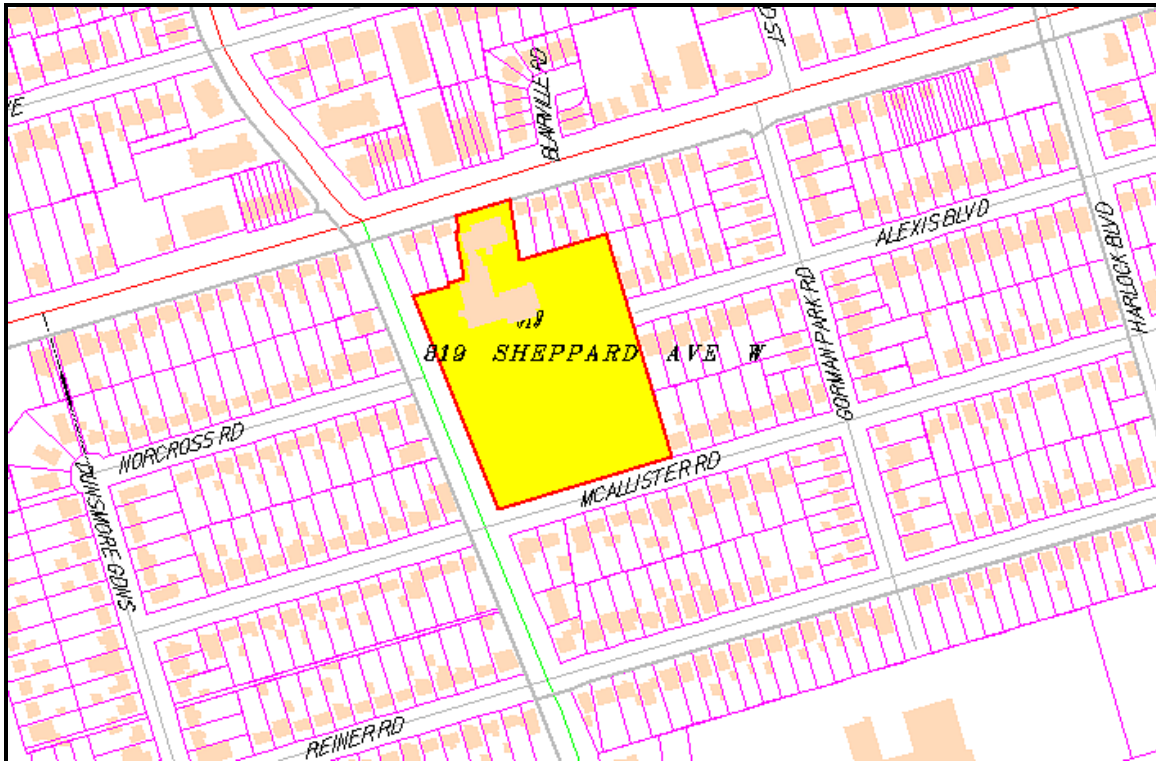 BLAIRVILLE RD
E
ALEXIS BLVD
HARLOCK BLVD
GORMAN PARK RD
819
819 SHEPPARD AVE W
NORCROSS RD
MCALLISTER RD
DUNSMORE GDNS
REINER RD